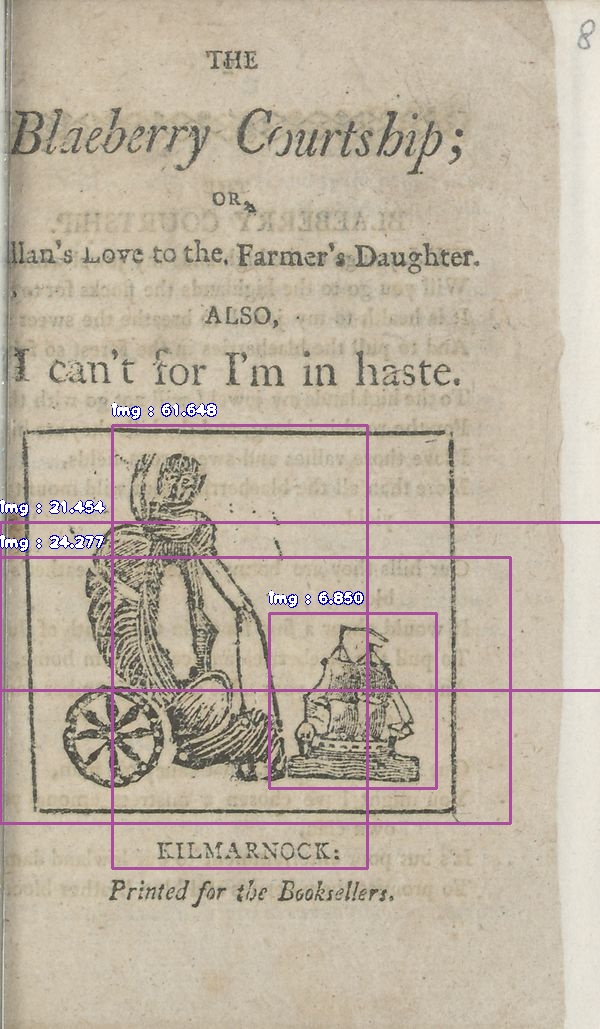 THE
Blaeberry Courtship;
OR,
llan's Love to the, Farmer's Daughter.
ALSO,
I can't for I'm in haste.
img : 61.648
img : 21.454
img : 24.277
img : 6.850
KILMARNOCK:
Printed for the Booksellers.
8